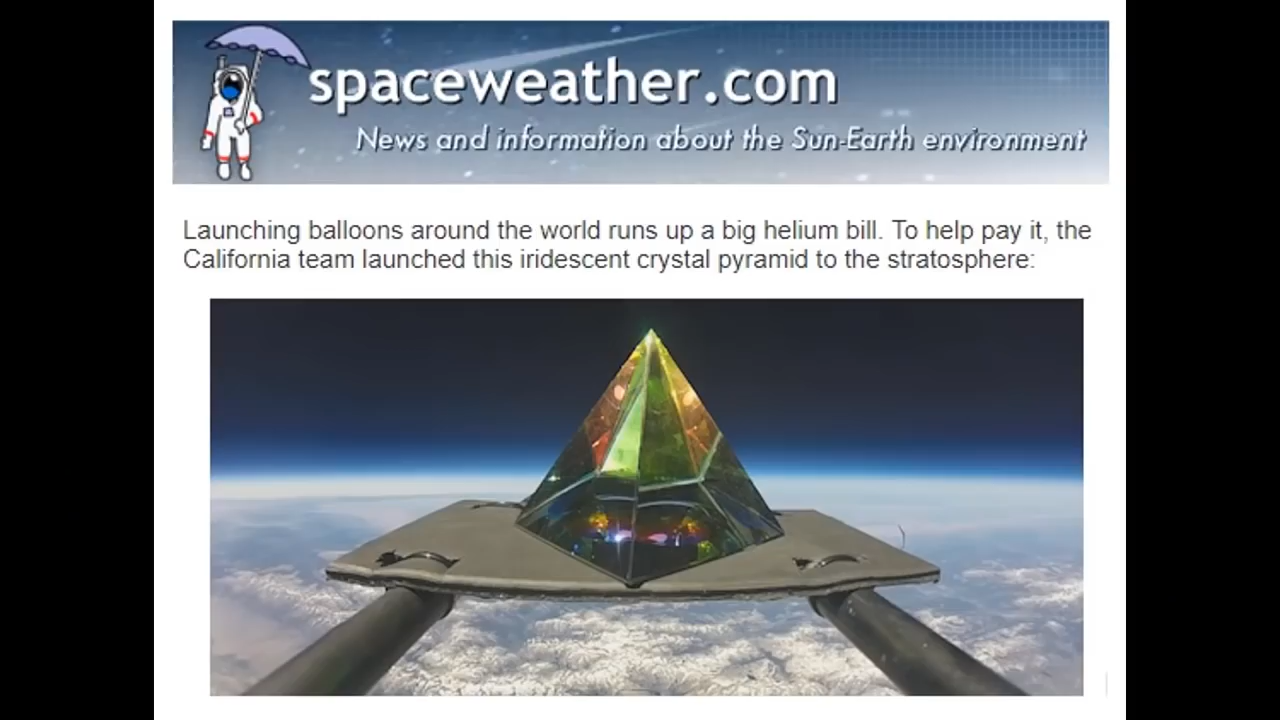 spaceweather.com
News and information about the Sun-Earth environment
Launching balloons around the world runs up a big helium bill. To help pay it, the
California team launched this iridescent crystal pyramid to the stratosphere: